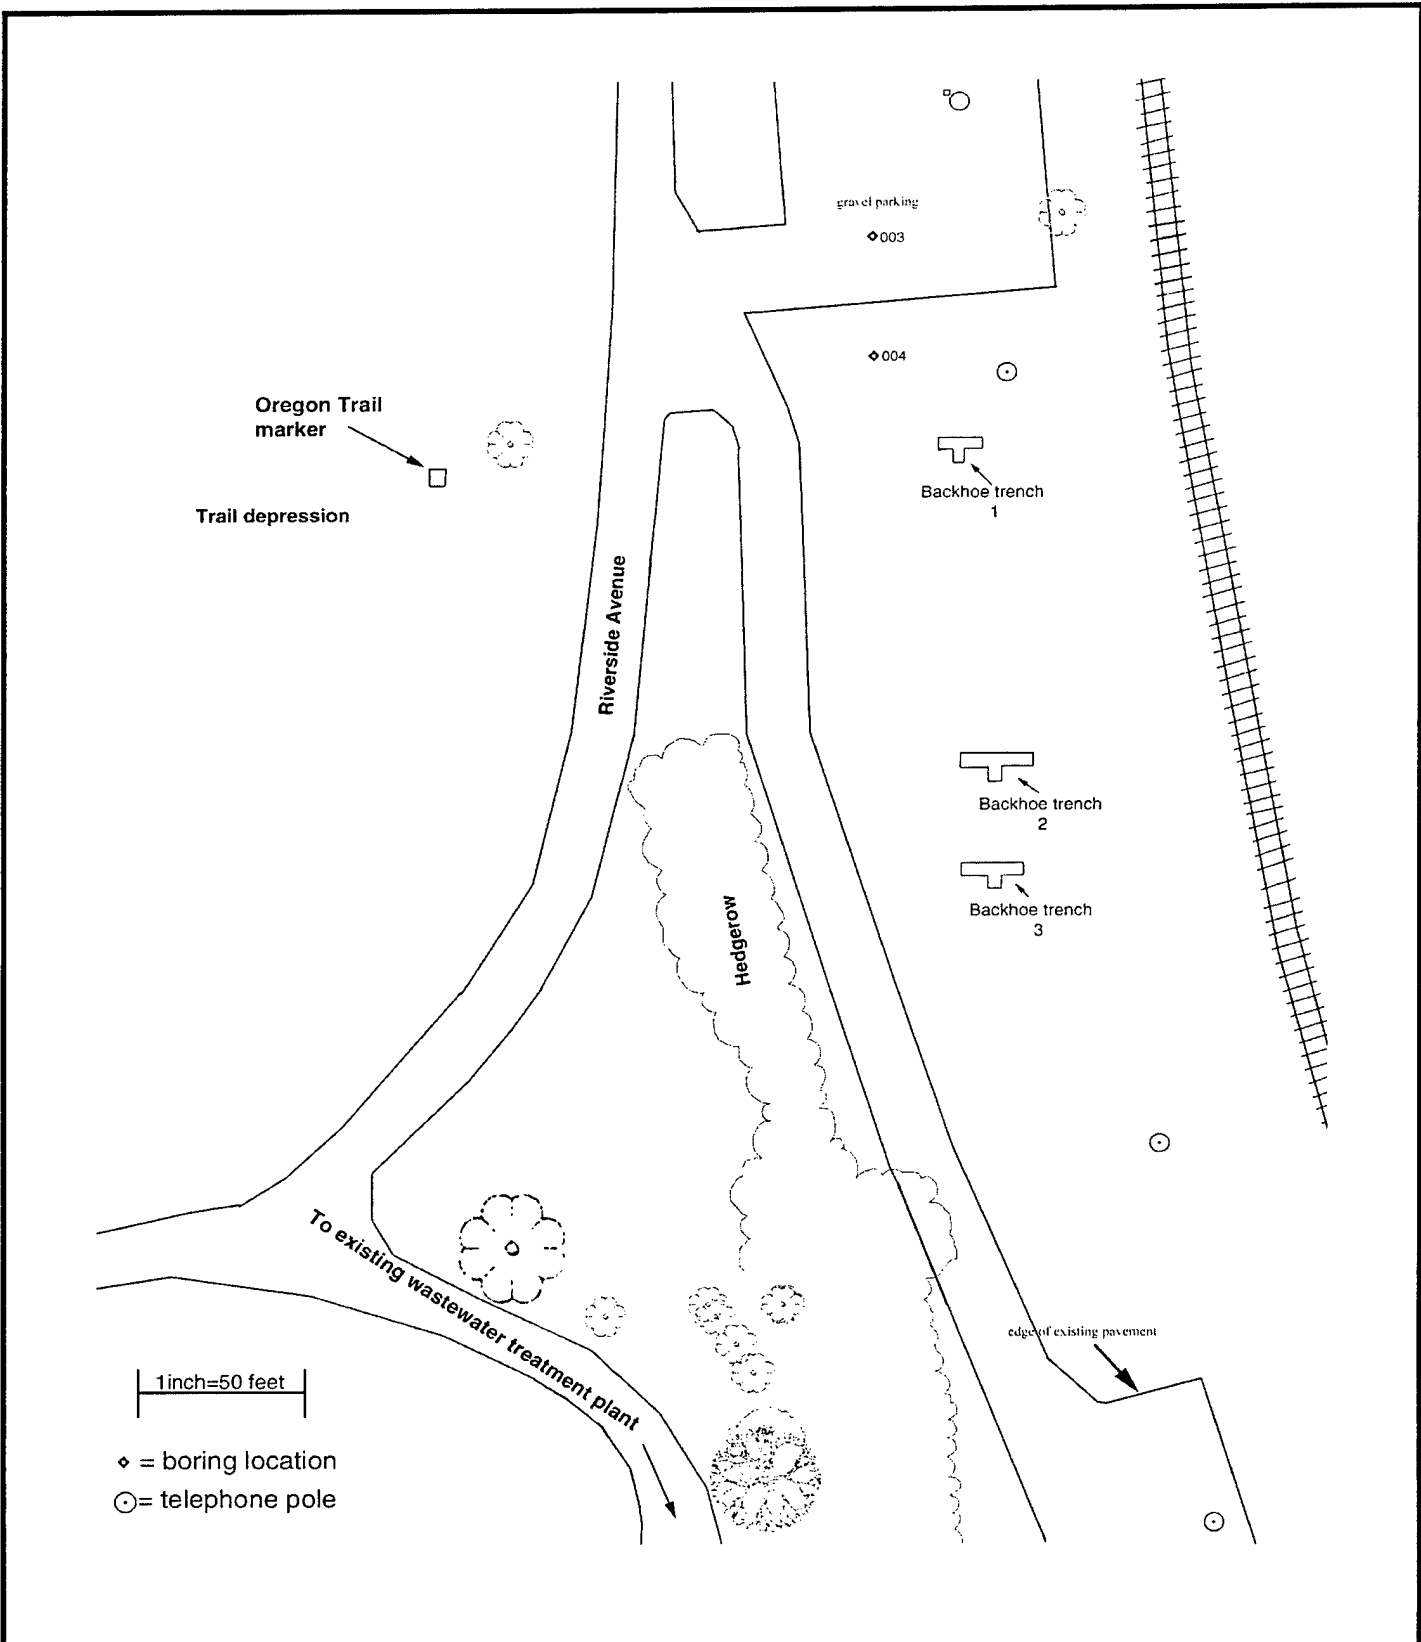 gravel parking
003
004
Oregon Trail
marker
Trail depression
Backhoe trench
1
Riverside Avenue
Backhoe trench
2
Backhoe trench
3
Hedgerow
To existing wastewater treatment plant
edge of existing pavement
1inch=50 feet
= boring location
= telephone pole